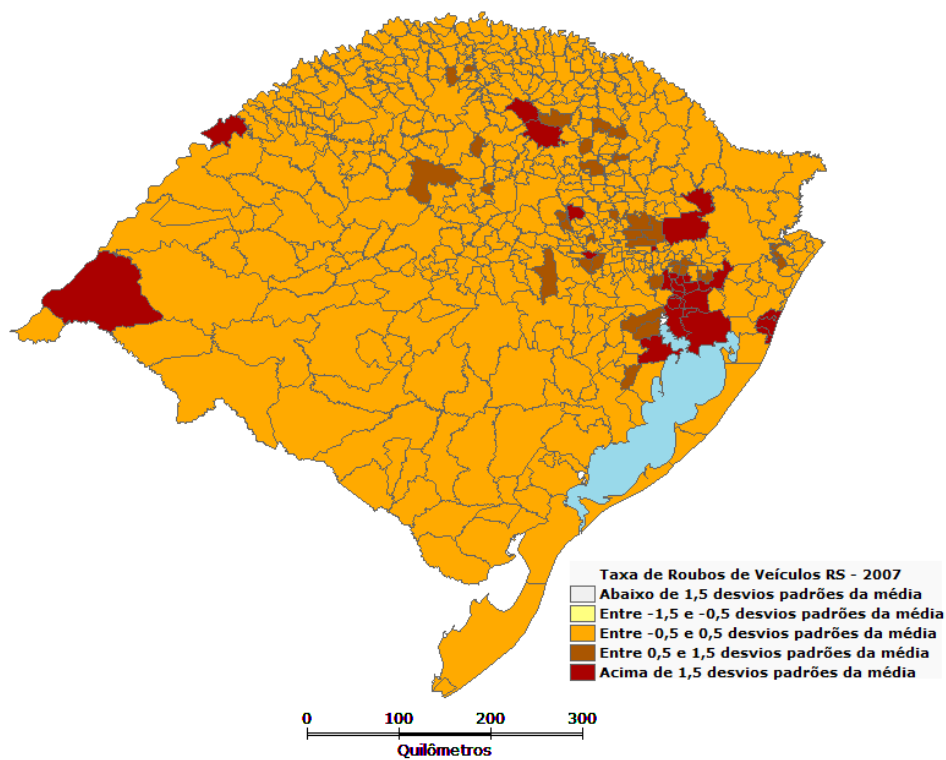 Taxa de Roubos de Veículos RS - 2007
Abaixo de 1,5 desvios padrões da média
Entre -1,5 e -0,5 desvios padrões da média
Entre -0,5 e 0,5 desvios padrões da média
Entre 0,5 e 1,5 desvios padrões da média
Acima de 1,5 desvios padrões da média
0 100 200 300
Quilômetros